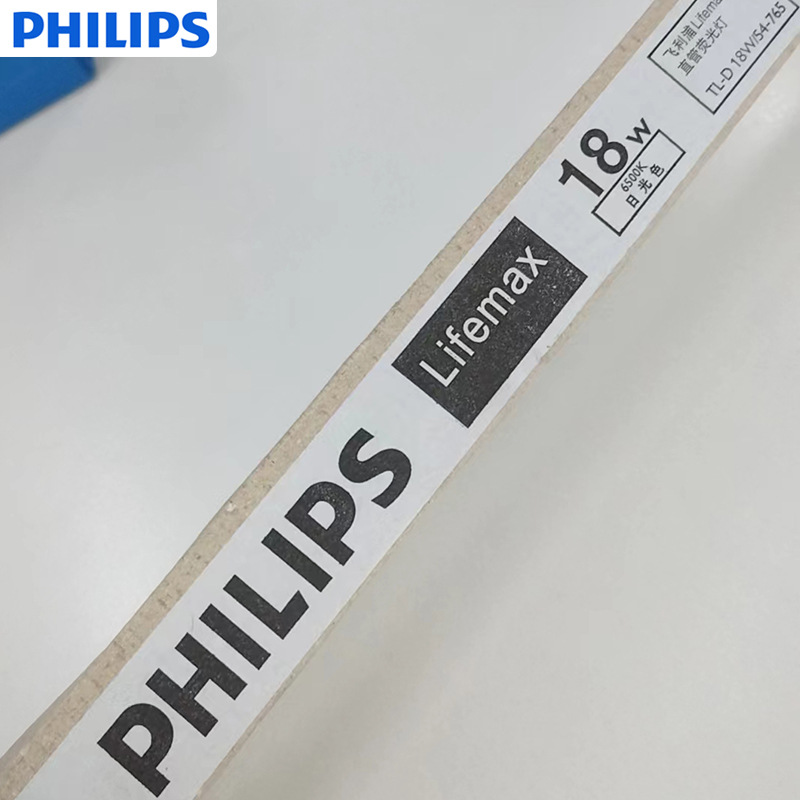 PHILIPS
飞利浦 Lifema
直管荧光灯
TL-D 18W/54-765
18W
6500K
日光色
Lifemax
PHILIPS